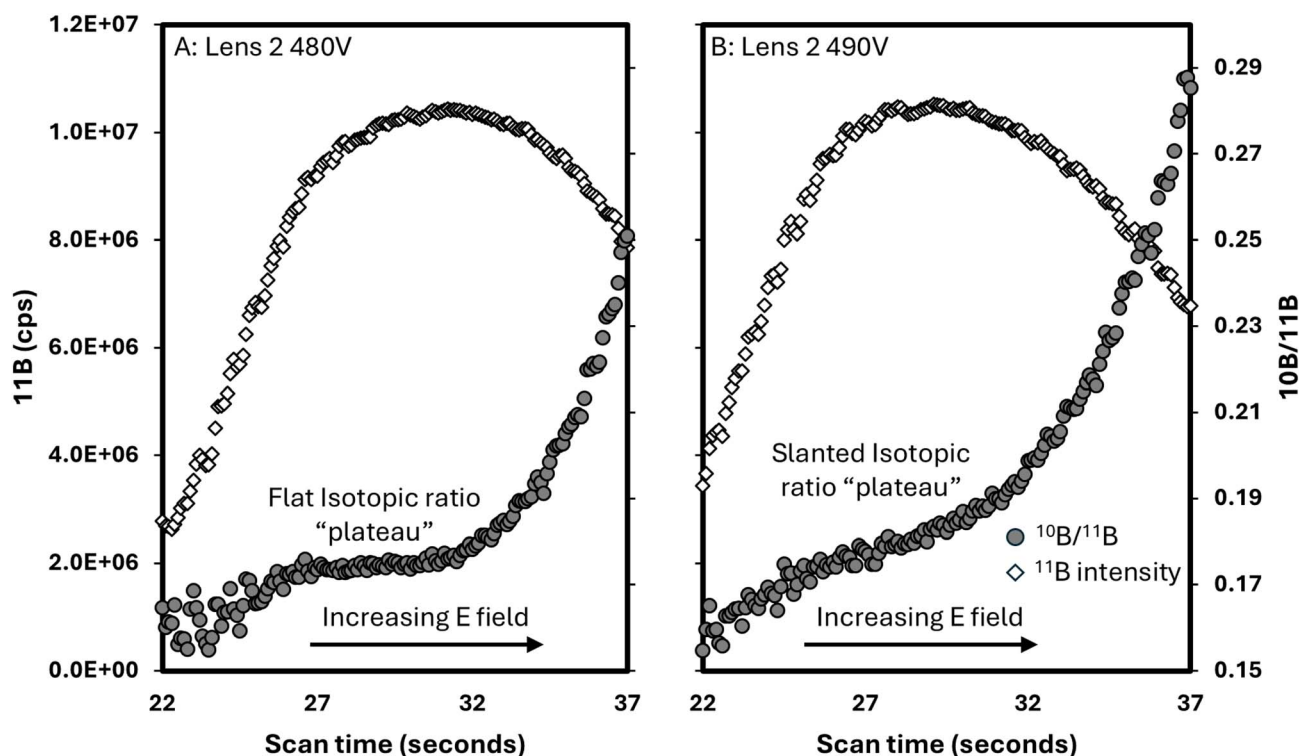 A: Lens 2 480V
B: Lens 2 490V
1.2E+07
1.0E+07
8.0E+06
6.0E+06
4.0E+06
2.0E+06
0.0E+00
11B (cps)
Flat Isotopic ratio
“plateau”
Increasing E field
22
27
32
37
Scan time (seconds)
Slanted Isotopic
ratio “plateau”
¹⁰B/¹¹B
¹¹B intensity
Increasing E field
22
27
32
37
Scan time (seconds)
0.29
0.27
0.25
0.23
0.21
0.19
0.17
0.15
10B/11B